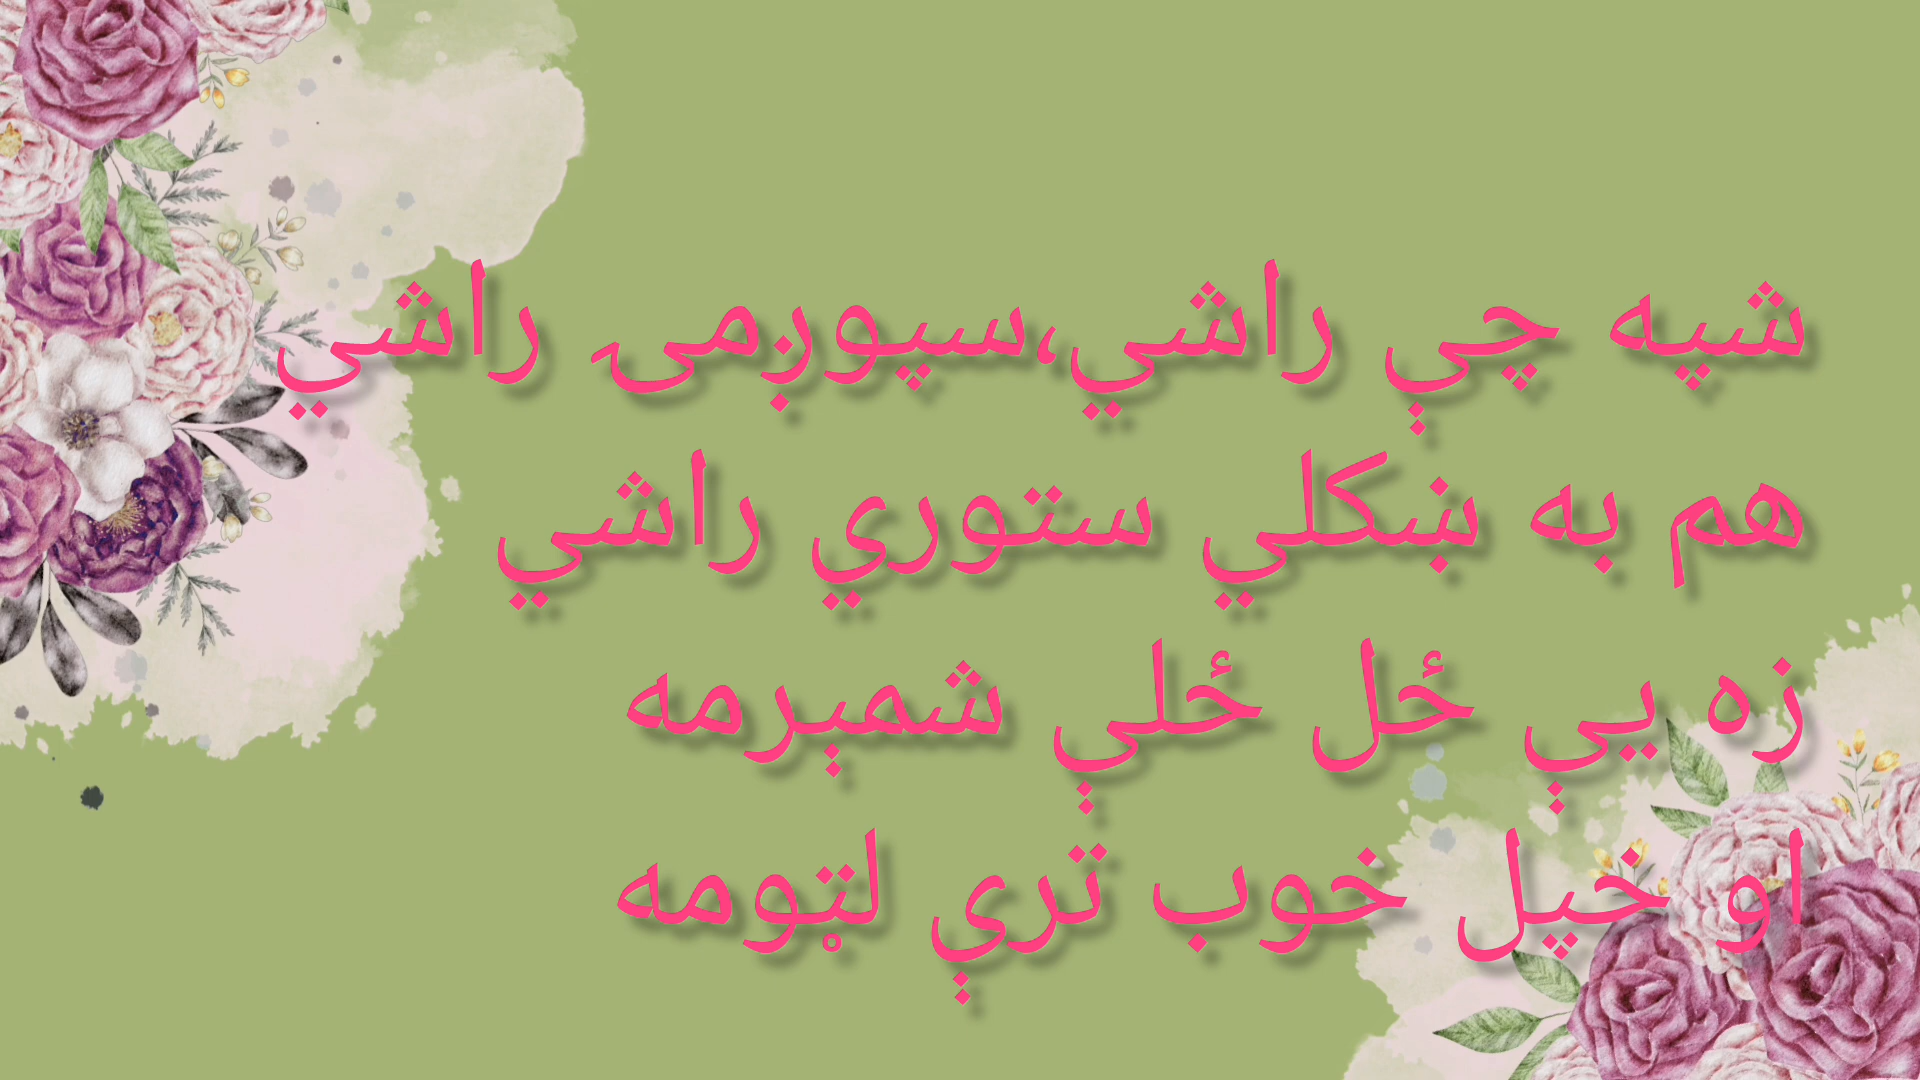 شپه چې راشي،سپوږمۍ راشي
هم به ښکلي ستوري راشي
زه يې ځل ځلې شمېرمه
او خپل خوب ترې لټومه